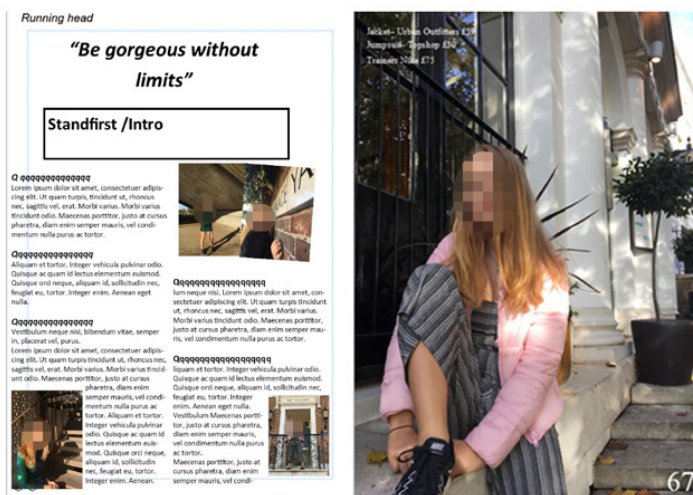 Running head
“Be gorgeous without
limits”
Standfirst /Intro
Q qqqqqqqqqqqqqq
Lorem ipsum dolor sit amet, consectetuer adipis-
cing elit. Ut quam turpis, tincidunt ut, rhoncus
nec, sagittis vel, erat. Morbi varius. Morbi varius
tincidunt odio. Maecenas porttitor, justo at cursus
pharetra, diam enim semper mauris, vel condi-
mentum nulla purus ac tortor.
Qqqqqqqqqqqqqqqq
Aliquam et tortor. Integer vehicula pulvinar odio.
Quisque ac quam id lectus elementum euismod.
Quisque orci neque, aliquam id, sollicitudin nec,
feugiat eu, tortor. Integer enim. Aenean eget
nulla.
Qqqqqqqqqqqqqqqq
Vestibulum neque nisi, bibendum vitae, semper
in, placerat vel, purus.
Lorem ipsum dolor sit amet, consectetuer adipis-
cing elit. Ut quam turpis tincidunt ut, rhoncus nec,
sagittis vel, erat. Morbi varius. Morbi varius tincid-
unt odio. Maecenas porttitor, justo at cursus
pharetra, diam enim
semper mauris, vel condi-
mentum nulla purus ac
tortor. Aliquam et tortor.
Integer vehicula pulvinar
odio. Quisque ac quam id
lectus elementum euis-
mod. Quisque orci neque,
aliquam id, sollicitudin
nec, feugiat eu, tortor.
Integer enim. Aenean.
Qqqqqqqqqqqqqqqqqq
lum neque nisi, Lorem ipsum dolor sit amet, con-
sectetuer adipiscing elit. Ut quam turpis tincidunt
ut, rhoncus nec, sagittis vel, erat. Morbi varius.
Morbi varius tincidunt odio. Maecenas porttitor,
justo at cursus pharetra, diam enim semper mau-
ris, vel condimentum nulla purus ac tortor.
Qqqqqqqqqqqqqqqqqqq
liquam et tortor. Integer vehicula pulvinar odio.
Quisque ac quam id lectus elementum euismod.
Quisque orci neque, aliquam id, sollicitudin nec,
feugiat eu, tortor. Integer
enim. Aenean eget nulla.
Vestibulum Maecenas portti-
tor, justo at cursus pharetra,
diam enim semper mauris,
vel condimentum nulla purus
ac tortor.
Maecenas porttitor, justo at
cursus pharetra, diam enim
semper mauris, vel condi-
Jacket– Urban Outfitters £59
Jumpsuit– Topshop £30
Trainers Nike £75
67